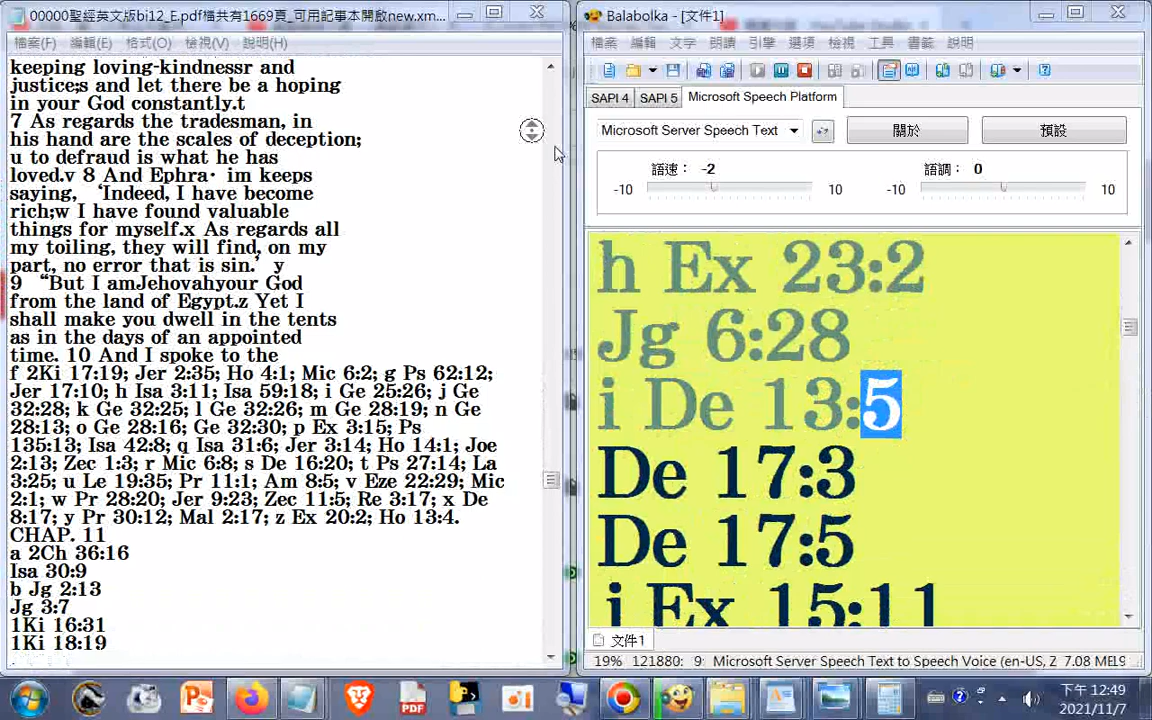 00000聖經英文版bi12_E.pdf檔共有1669頁_可用記事本開啟new.xm...
檔案(F) 編輯(E) 格式(O) 檢視(V) 說明(H)
keeping loving-kindnessr and
justice;s and let there be a hoping
in your God constantly.t
7 As regards the tradesman, in
his hand are the scales of deception;
u to defraud is what he has
loved.v 8 And Ephra· im keeps
saying, ‘Indeed, I have become
rich;w I have found valuable
things for myself.x As regards all
my toiling, they will find, on my
part, no error that is sin.’ y
9 “But I amJehovahyour God
from the land of Egypt.z Yet I
shall make you dwell in the tents
as in the days of an appointed
time. 10 And I spoke to the
f 2Ki 17:19; Jer 2:35; Ho 4:1; Mic 6:2; g Ps 62:12;
Jer 17:10; h Isa 3:11; Isa 59:18; i Ge 25:26; j Ge
32:28; k Ge 32:25; l Ge 32:26; m Ge 28:19; n Ge
28:13; o Ge 28:16; Ge 32:30; p Ex 3:15; Ps
135:13; Isa 42:8; q Isa 31:6; Jer 3:14; Ho 14:1; Joe
2:13; Zec 1:3; r Mic 6:8; s De 16:20; t Ps 27:14; La
3:25; u Le 19:35; Pr 11:1; Am 8:5; v Eze 22:29; Mic
2:1; w Pr 28:20; Jer 9:23; Zec 11:5; Re 3:17; x De
8:17; y Pr 30:12; Mal 2:17; z Ex 20:2; Ho 13:4.
CHAP. 11
a 2Ch 36:16
Isa 30:9
b Jg 2:13
Jg 3:7
1Ki 16:31
1Ki 18:19
Balabolka - [文件1]
檔案 編輯 文字 朗讀 引擎 選項 檢視 工具 書籤 說明
SAPI 4 SAPI 5 Microsoft Speech Platform
Microsoft Server Speech Text 關於 預設
語速: -2 語調: 0
-10 10 -10 10
h Ex 23:2
Jg 6:28
i De 13:5
De 17:3
De 17:5
j Ex 15:11
文件1
19% 121880: 9: Microsoft Server Speech Text to Speech Voice (en-US, Z 7.08 MEL9
PDF
下午 12:49
2021/11/7